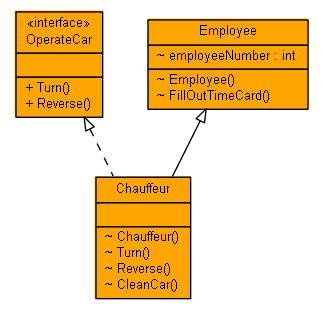 «interface»
OperateCar
+ Turn()
+ Reverse()
Employee
~ employeeNumber : int
~ Employee()
~ FillOutTimeCard()
Chauffeur
~ Chauffeur()
~ Turn()
~ Reverse()
~ CleanCar()